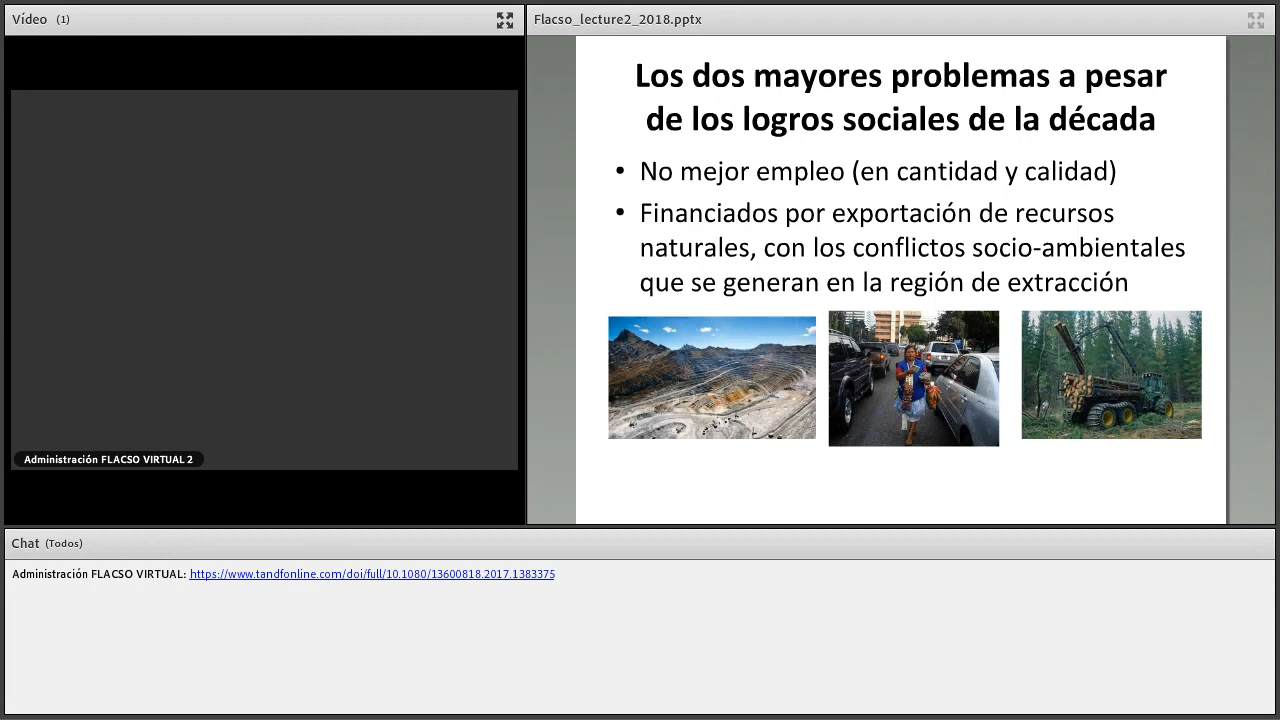 Vídeo (1)
Administración FLACSO VIRTUAL 2
Flacso_lecture2_2018.pptx
Los dos mayores problemas a pesar
de los logros sociales de la década
• No mejor empleo (en cantidad y calidad)
• Financiados por exportación de recursos
naturales, con los conflictos socio-ambientales
que se generan en la región de extracción
Chat (Todos)
Administración FLACSO VIRTUAL: https://www.tandfonline.com/doi/full/10.1080/13600818.2017.1383375